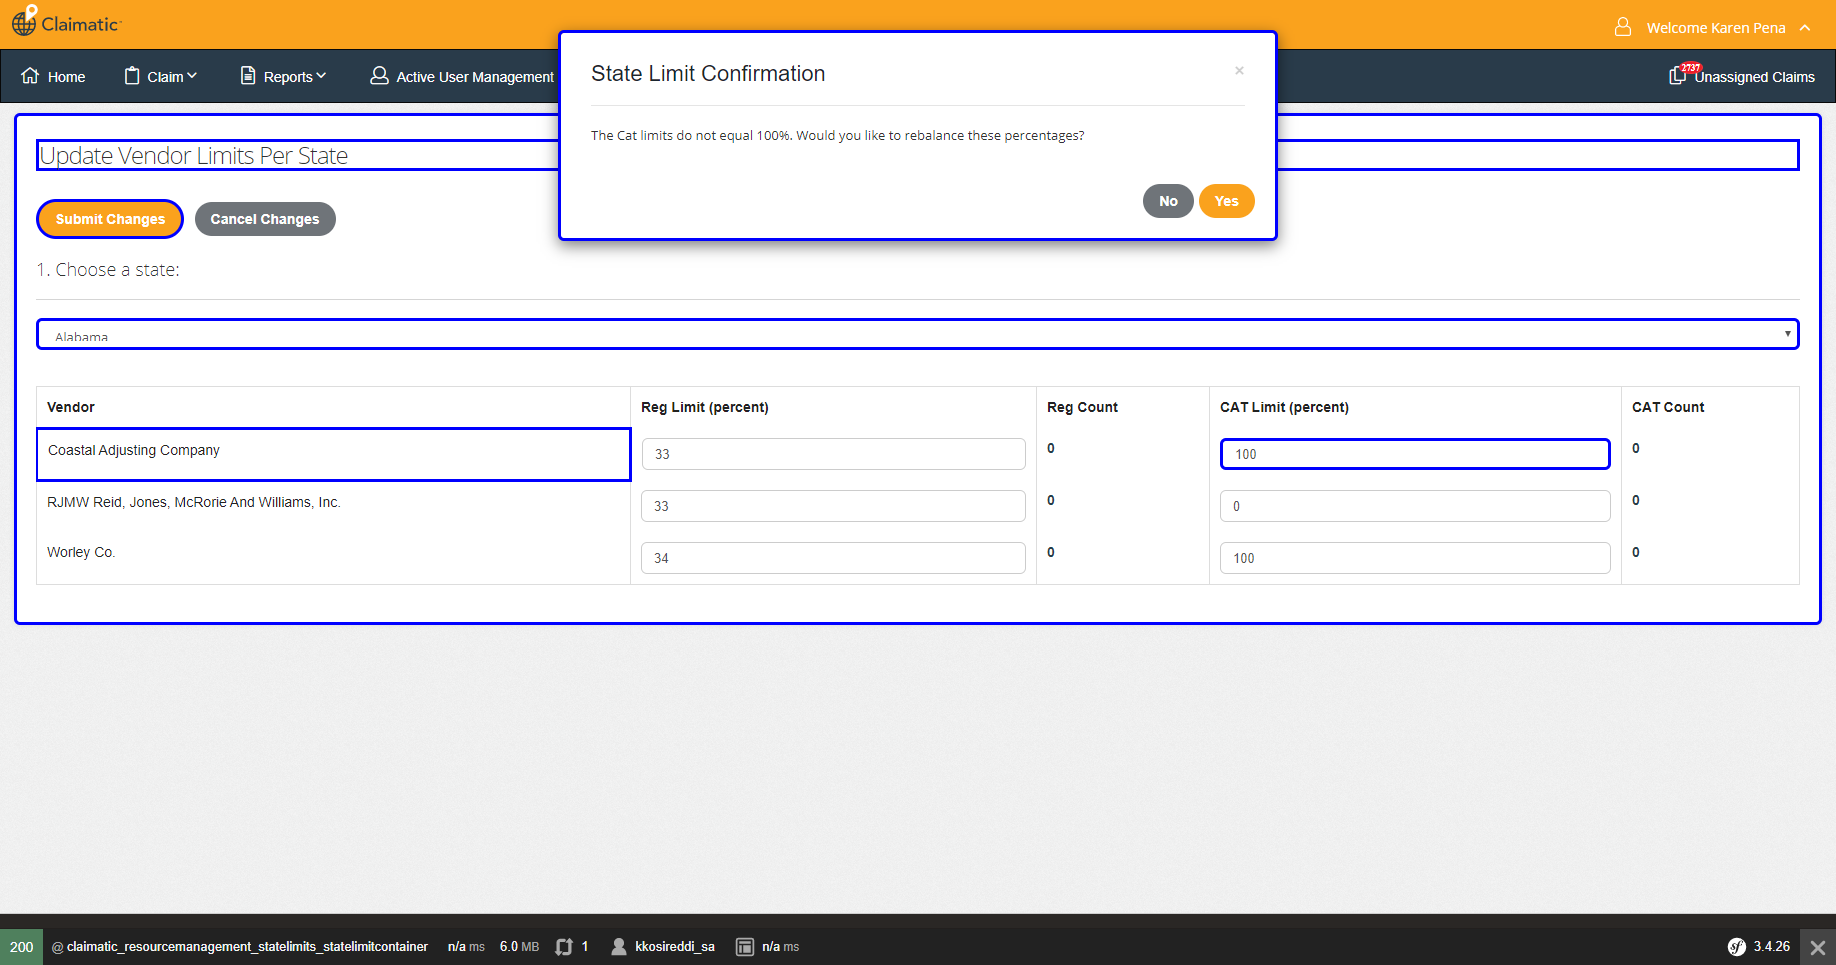 Claimatic
Welcome Karen Pena
Home
Claim
Reports
Active User Management
2737
Unassigned Claims
State Limit Confirmation
×
The Cat limits do not equal 100%. Would you like to rebalance these percentages?
No
Yes
Update Vendor Limits Per State
Submit Changes
Cancel Changes
1. Choose a state:
Alabama
Vendor
Reg Limit (percent)
Reg Count
CAT Limit (percent)
CAT Count
Coastal Adjusting Company
33
0
100
0
RJMW Reid, Jones, McRorie And Williams, Inc.
33
0
0
0
Worley Co.
34
0
100
0
200
@ claimatic_resourcemanagement_statelimits_statelimitcontainer
n/a ms
6.0 MB
1
kkosireddi_sa
n/a ms
sf
3.4.26